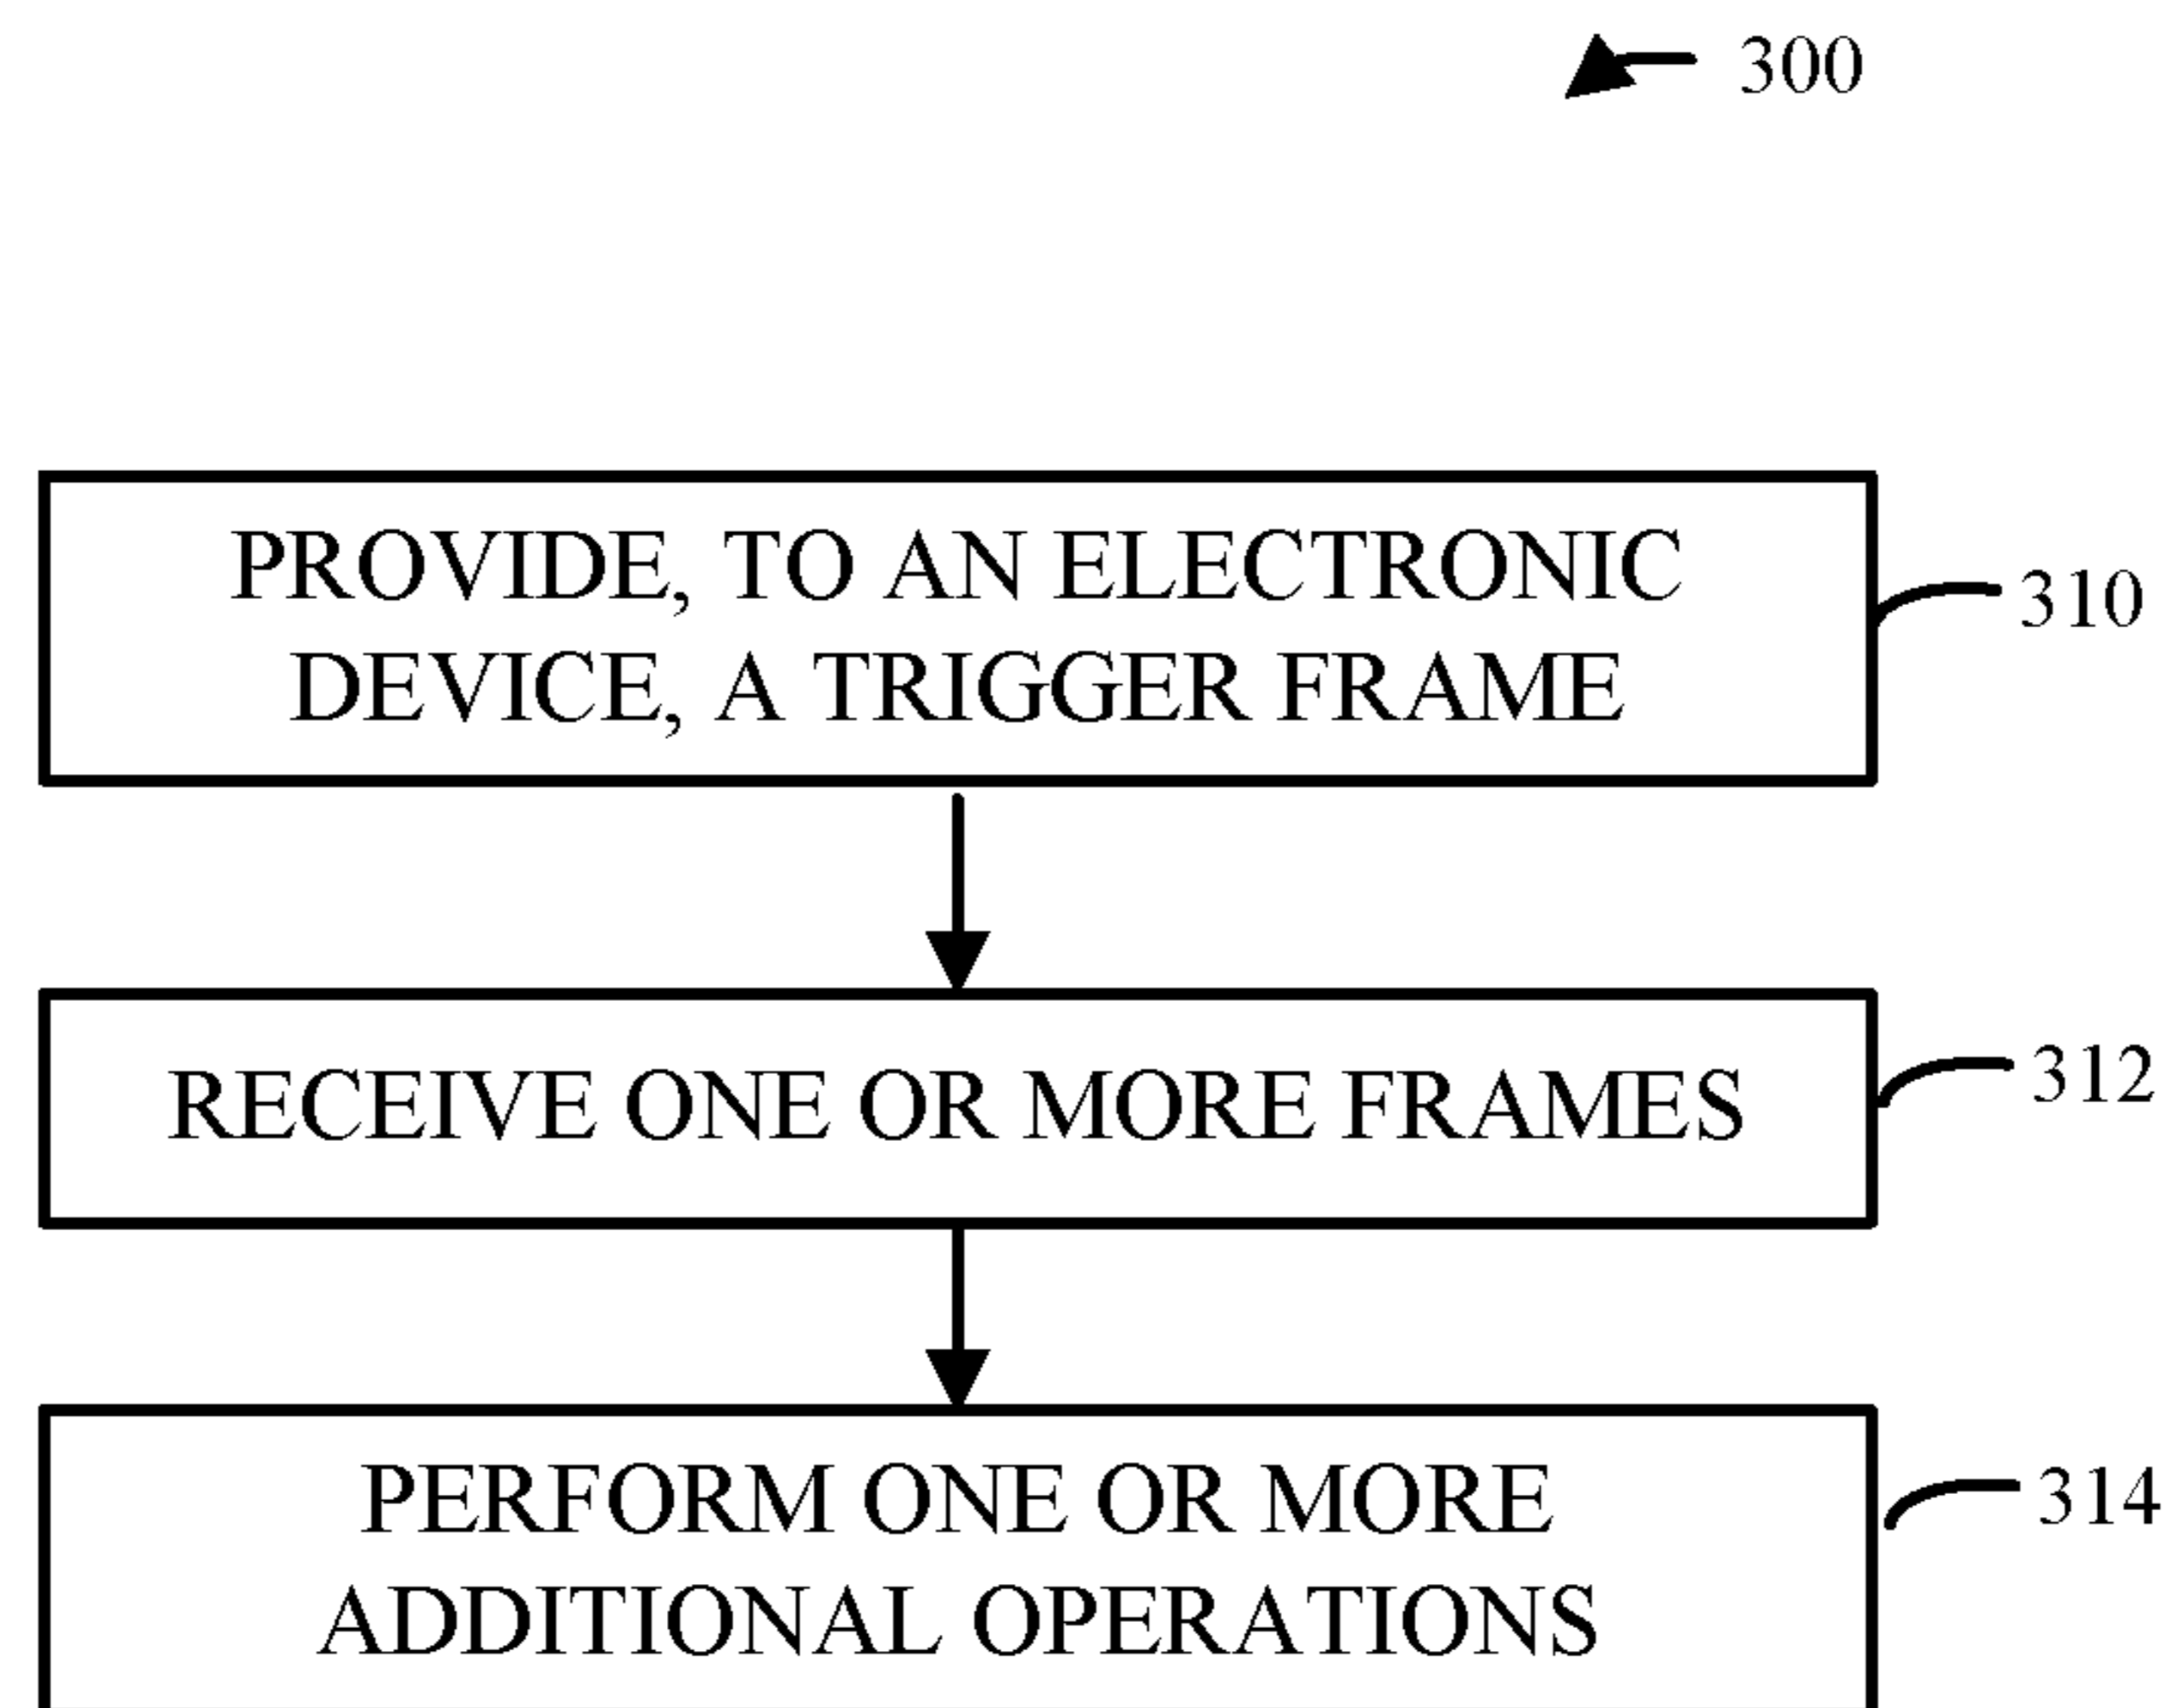 300
PROVIDE, TO AN ELECTRONIC
DEVICE, A TRIGGER FRAME
310
RECEIVE ONE OR MORE FRAMES
312
PERFORM ONE OR MORE
ADDITIONAL OPERATIONS
314